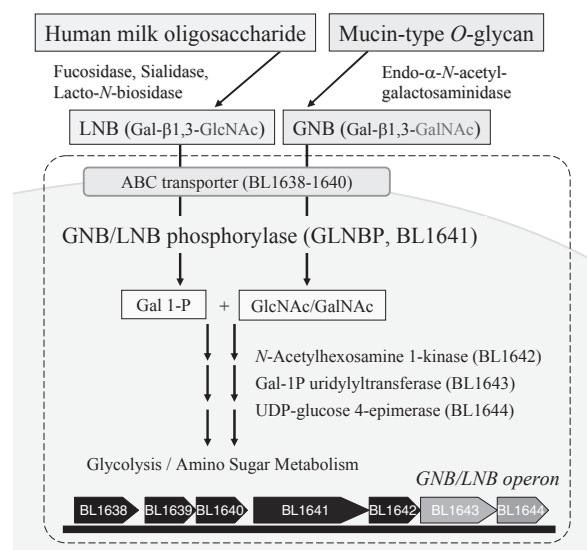 Human milk oligosaccharide
Mucin-type O-glycan
Fucosidase, Sialidase,
Lacto-N-biosidase
Endo-α-N-acetyl-
galactosaminidase
LNB (Gal-β1,3-GlcNAc)
GNB (Gal-β1,3-GalNAc)
ABC transporter (BL1638-1640)
GNB/LNB phosphorylase (GLNBP, BL1641)
Gal 1-P + GlcNAc/GalNAc
N-Acetylhexosamine 1-kinase (BL1642)
Gal-1P uridylyltransferase (BL1643)
UDP-glucose 4-epimerase (BL1644)
Glycolysis / Amino Sugar Metabolism
GNB/LNB operon
BL1638 BL1639 BL1640 BL1641 BL1642 BL1643 BL1644